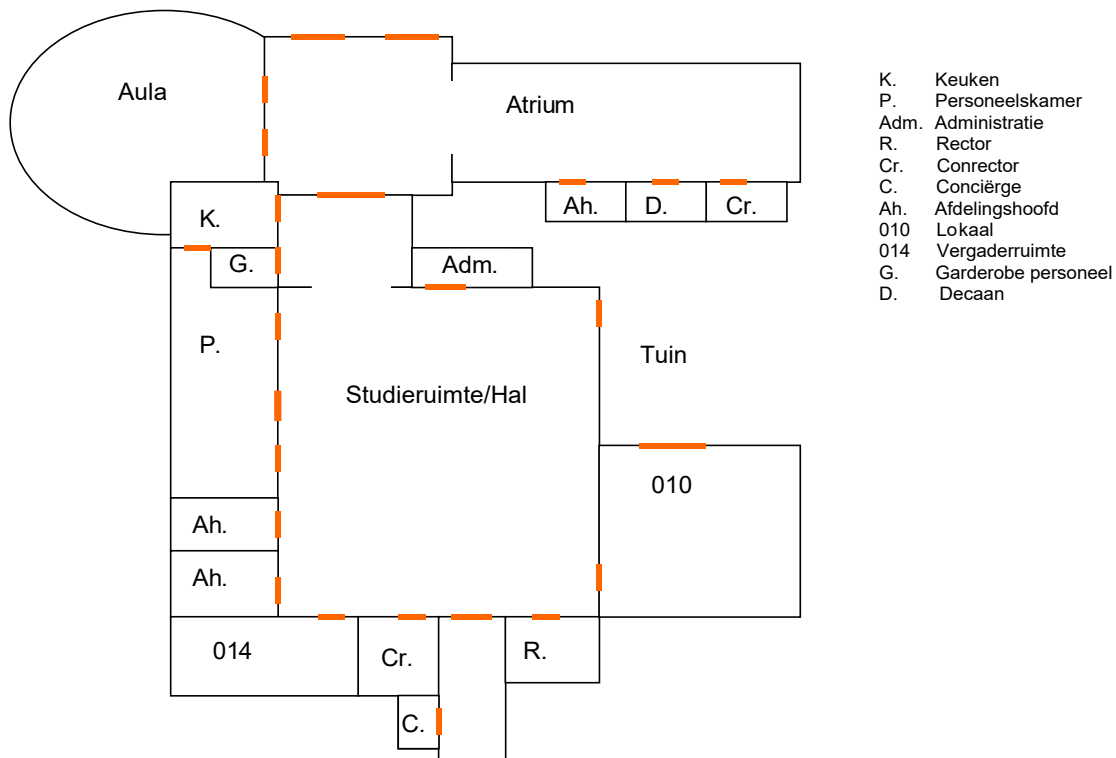 Aula
Atrium
K.
Ah.
D.
Cr.
G.
Adm.
P.
Tuin
Studieruimte/Hal
010
Ah.
Ah.
014
Cr.
R.
C.
K. Keuken
P. Personeelskamer
Adm. Administratie
R. Rector
Cr. Conrector
C. Conciërge
Ah. Afdelingshoofd
010 Lokaal
014 Vergaderruimte
G. Garderobe personeel
D. Decaan